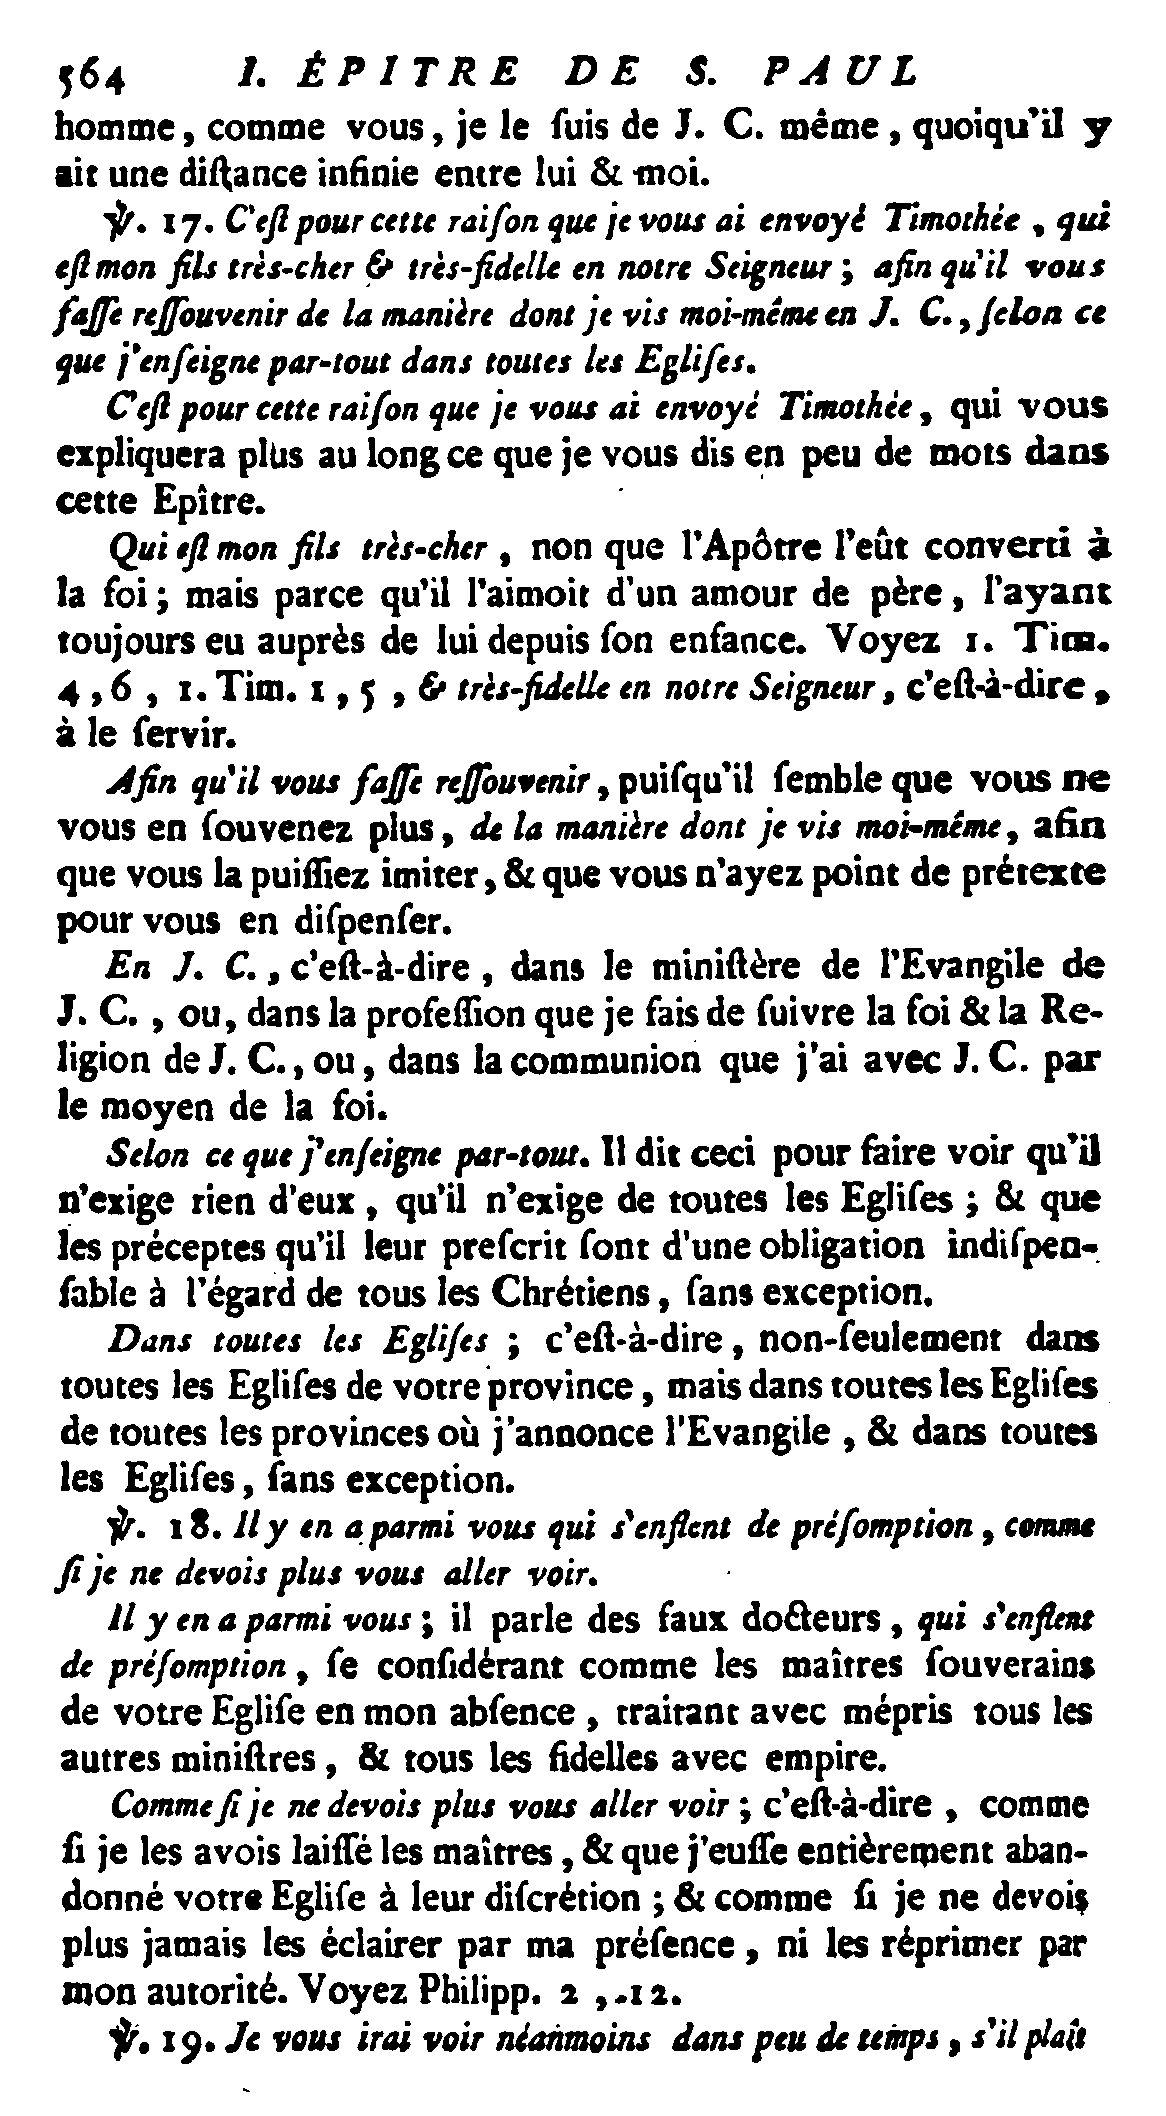 564 I. ÉPITRE DE S. PAUL
homme, comme vous, je le ſuis de J. C. même, quoiqu'il y
ait une diſtance infinie entre lui & moi.
℣. 17. C'eſt pour cette raiſon que je vous ai envoyé Timothée, qui
eſt mon fils très-cher & très-fidelle en notre Seigneur; afin qu'il vous
faſſe reſſouvenir de la manière dont je vis moi-même en J. C., ſelon ce
que j'enſeigne par-tout dans toutes les Egliſes.
C'eſt pour cette raiſon que je vous ai envoyé Timothée, qui vous
expliquera plus au long ce que je vous dis en peu de mots dans
cette Epître.
Qui eſt mon fils très-cher, non que l'Apôtre l'eût converti à
la foi; mais parce qu'il l'aimoit d'un amour de père, l'ayant
toujours eu auprès de lui depuis ſon enfance. Voyez 1. Tim.
4, 6, 1. Tim. 1, 5, & très-fidelle en notre Seigneur, c'eſt-à-dire,
à le ſervir.
Afin qu'il vous faſſe reſſouvenir, puiſqu'il ſemble que vous ne
vous en ſouvenez plus, de la manière dont je vis moi-même, afin
que vous la puiſſiez imiter, & que vous n'ayez point de prétexte
pour vous en diſpenſer.
En J. C., c'eſt-à-dire, dans le miniſtère de l'Evangile de
J. C., ou, dans la profeſſion que je fais de ſuivre la foi & la Re-
ligion de J. C., ou, dans la communion que j'ai avec J. C. par
le moyen de la foi.
Selon ce que j'enſeigne par-tout. Il dit ceci pour faire voir qu'il
n'exige rien d'eux, qu'il n'exige de toutes les Egliſes; & que
les préceptes qu'il leur preſcrit ſont d'une obligation indiſpen-
ſable à l'égard de tous les Chrétiens, ſans exception.
Dans toutes les Egliſes; c'eſt-à-dire, non-ſeulement dans
toutes les Egliſes de votre province, mais dans toutes les Egliſes
de toutes les provinces où j'annonce l'Evangile, & dans toutes
les Egliſes, ſans exception.
℣. 18. Il y en a parmi vous qui s'enflent de préſomption, comme
ſi je ne devois plus vous aller voir.
Il y en a parmi vous; il parle des faux docteurs, qui s'enflent
de préſomption, ſe conſidérant comme les maîtres ſouverains
de votre Egliſe en mon abſence, traitant avec mépris tous les
autres miniſtres, & tous les fidelles avec empire.
Comme ſi je ne devois plus vous aller voir; c'eſt-à-dire, comme
ſi je les avois laiſſé les maîtres, & que j'euſſe entièrement aban-
donné votre Egliſe à leur diſcrétion; & comme ſi je ne devois
plus jamais les éclairer par ma préſence, ni les réprimer par
mon autorité. Voyez Philipp. 2, 12.
℣. 19. Je vous irai voir néanmoins dans peu de temps, s'il plaît